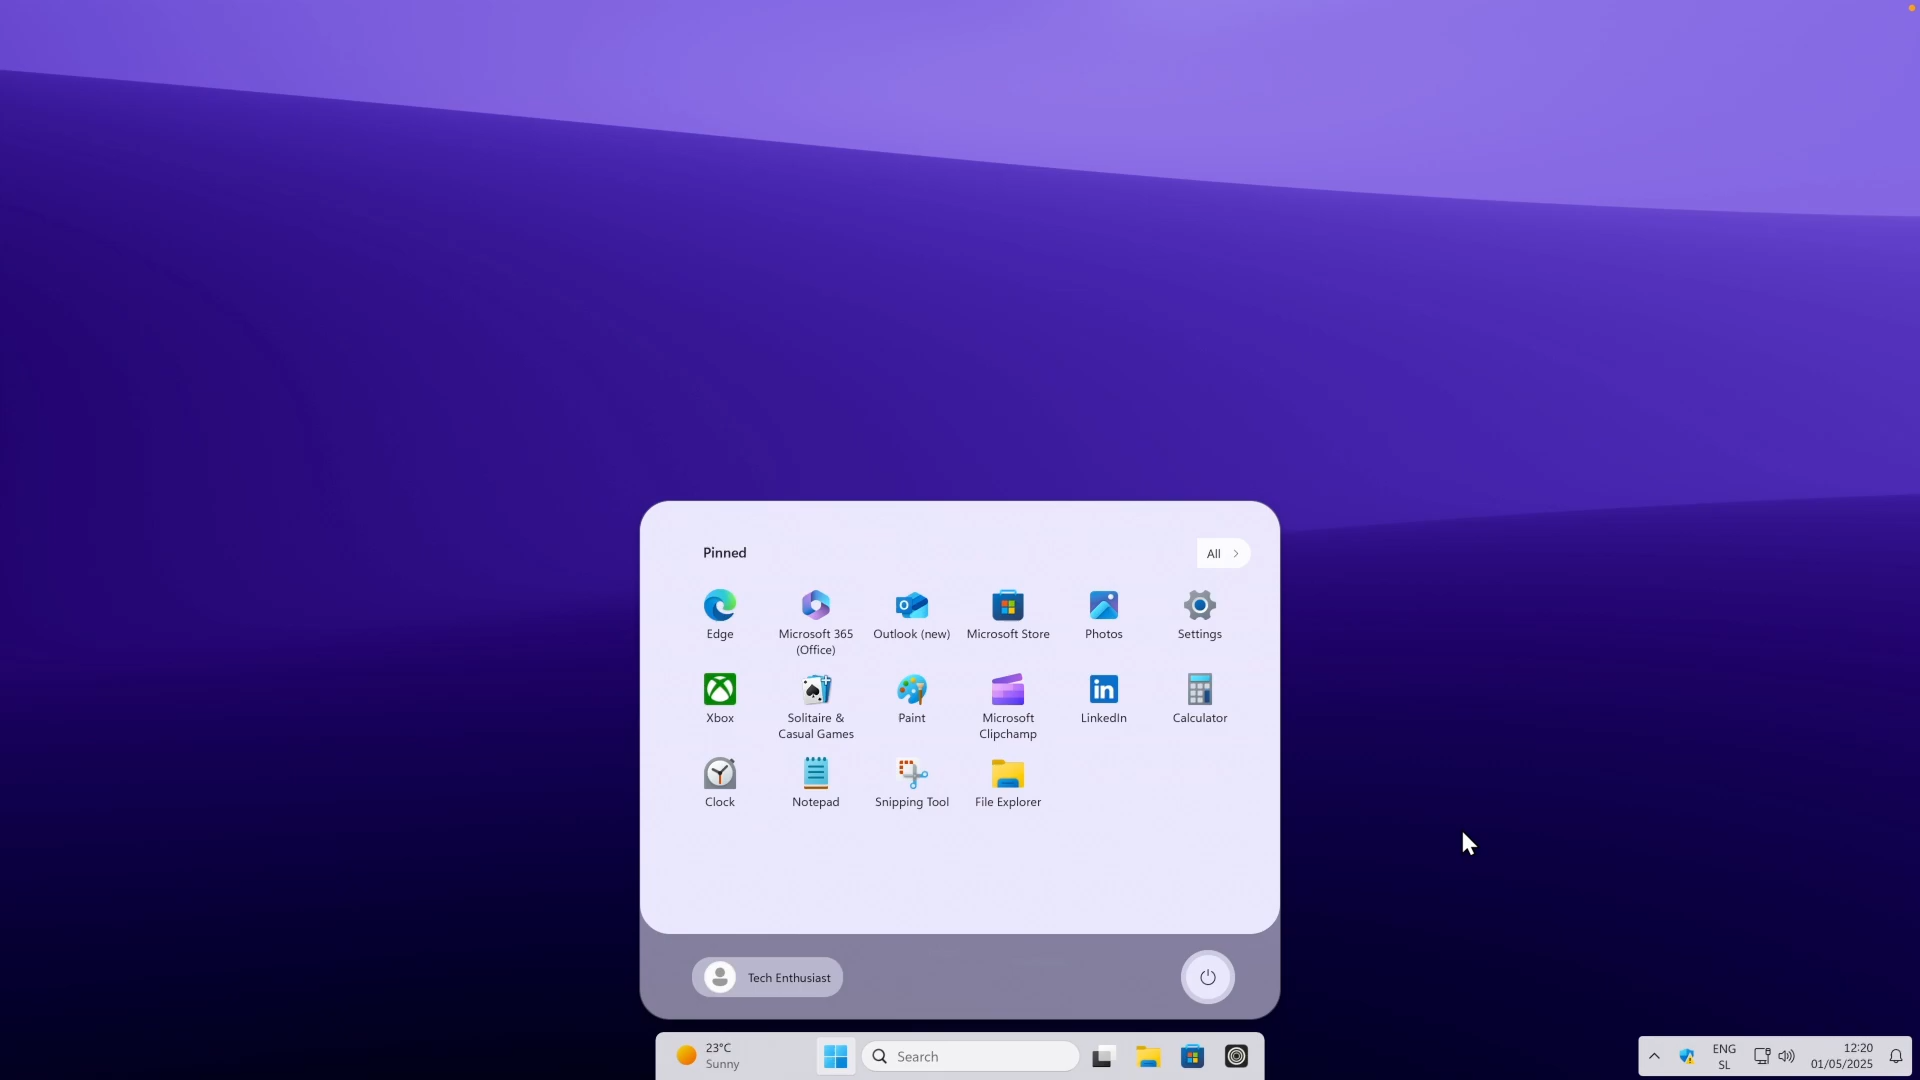 Pinned
All
Edge
Microsoft 365
(Office)
Outlook (new)
Microsoft Store
Photos
Settings
Xbox
Solitaire &
Casual Games
Paint
Microsoft
Clipchamp
LinkedIn
Calculator
Clock
Notepad
Snipping Tool
File Explorer
Tech Enthusiast
23°C
Sunny
Search
ENG
SL
12:20
01/05/2025